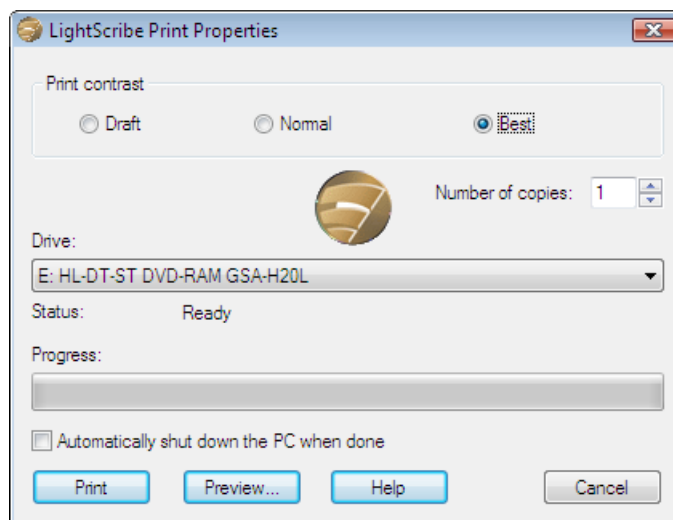 LightScribe Print Properties
Print contrast
Draft Normal Best
Number of copies: 1
Drive:
E: HL-DT-ST DVD-RAM GSA-H20L
Status: Ready
Progress:
Automatically shut down the PC when done
Print Preview... Help Cancel